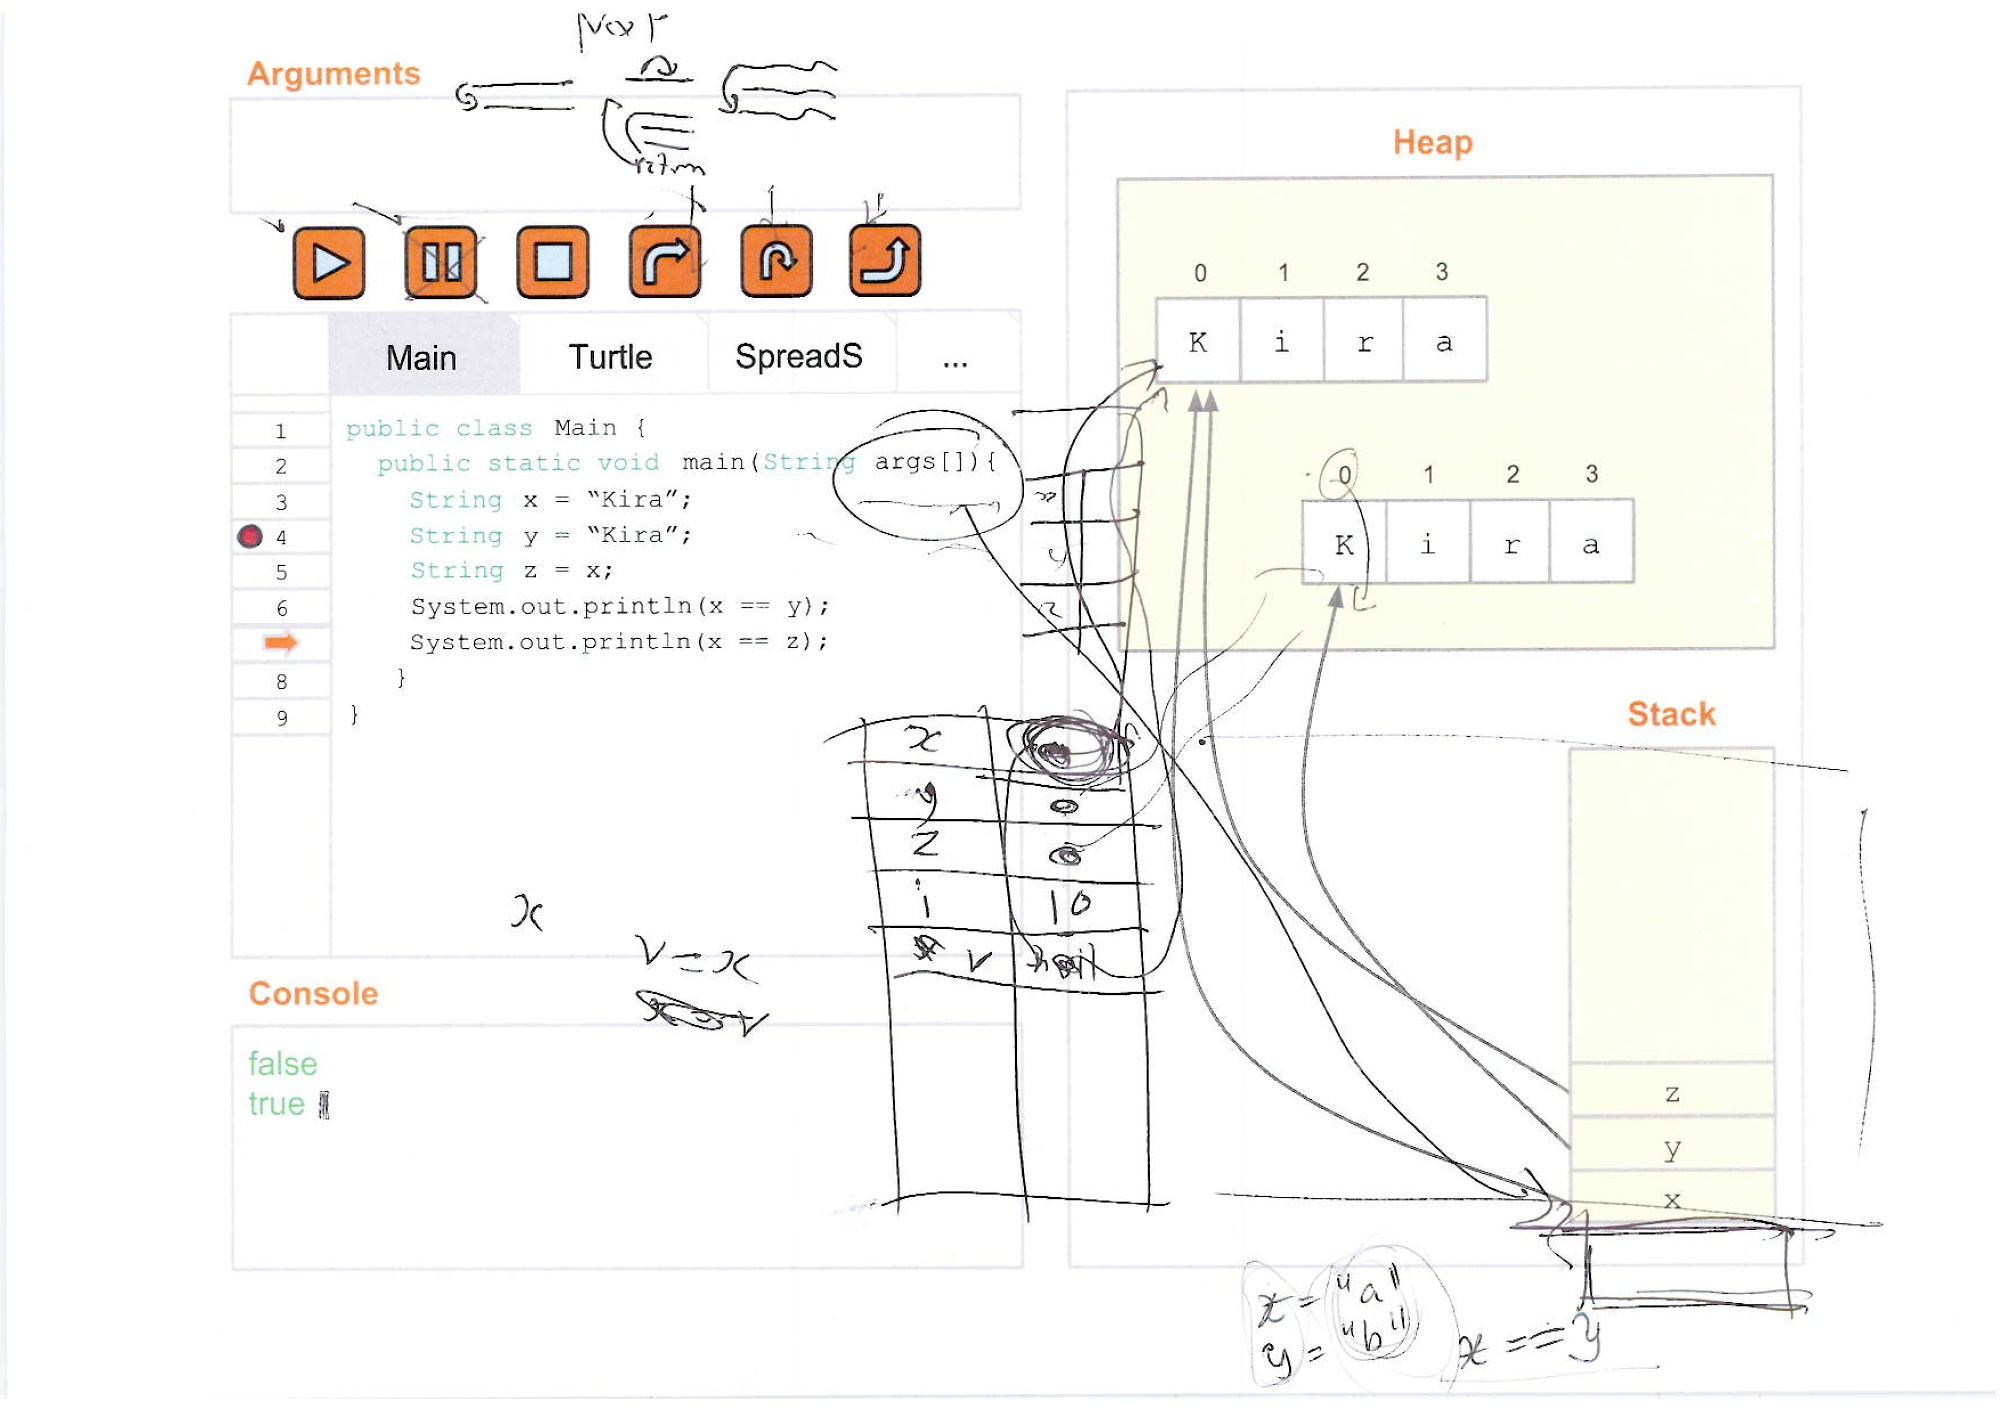 Next
Arguments
return
Heap
0 1 2 3
K i r a
Main Turtle SpreadS ...
1 public class Main {
2 public static void main(String args[]){
3 String x = “Kira”;
4 String y = “Kira”;
5 String z = x;
6 System.out.println(x == y);
System.out.println(x == z);
8 }
9 }
x
y
z
0 1 2 3
K i r a
Stack
x
y
z
i 10
v
x
v = x
Console
false
true
z
y
x
x = "a"
y = "b"
x == y